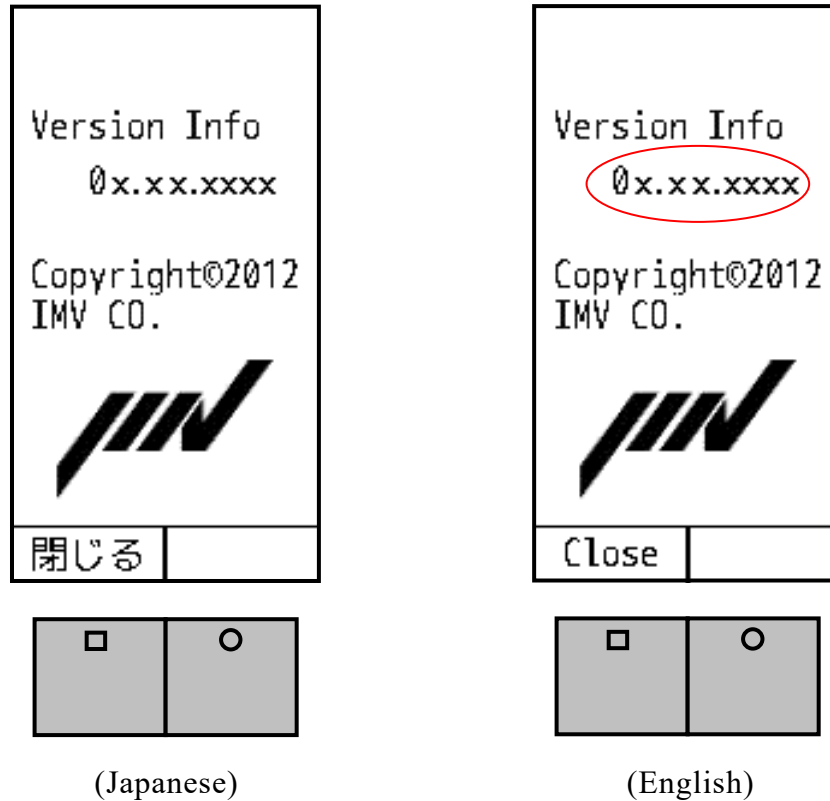 Version Info
0x.xx.xxxx
Copyright©2012
IMV CO.
閉じる
(Japanese)
Version Info
0x.xx.xxxx
Copyright©2012
IMV CO.
Close
(English)